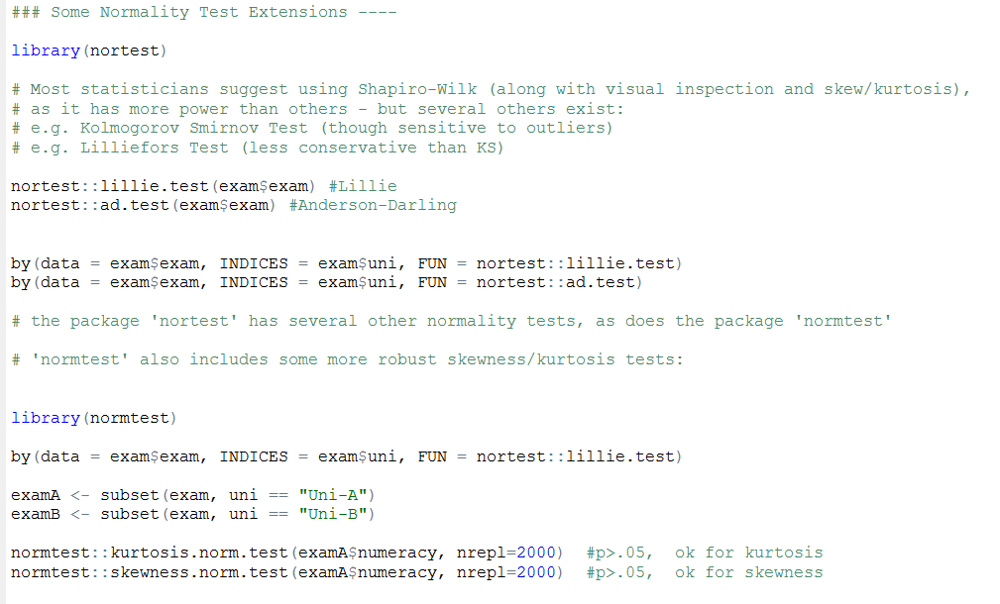 ### Some Normality Test Extensions ----
library(nortest)
# Most statisticians suggest using Shapiro-Wilk (along with visual inspection and skew/kurtosis),
# as it has more power than others - but several others exist:
# e.g. Kolmogorov Smirnov Test (though sensitive to outliers)
# e.g. Lilliefors Test (less conservative than KS)
nortest::lillie.test(exam$exam) #Lillie
nortest::ad.test(exam$exam) #Anderson-Darling
by(data = exam$exam, INDICES = exam$uni, FUN = nortest::lillie.test)
by(data = exam$exam, INDICES = exam$uni, FUN = nortest::ad.test)
# the package 'nortest' has several other normality tests, as does the package 'normtest'
# 'normtest' also includes some more robust skewness/kurtosis tests:
library(normtest)
by(data = exam$exam, INDICES = exam$uni, FUN = nortest::lillie.test)
examA <- subset(exam, uni == "Uni-A")
examB <- subset(exam, uni == "Uni-B")
normtest::kurtosis.norm.test(examA$numeracy, nrepl=2000)  #p>.05,  ok for kurtosis
normtest::skewness.norm.test(examA$numeracy, nrepl=2000)  #p>.05,  ok for skewness